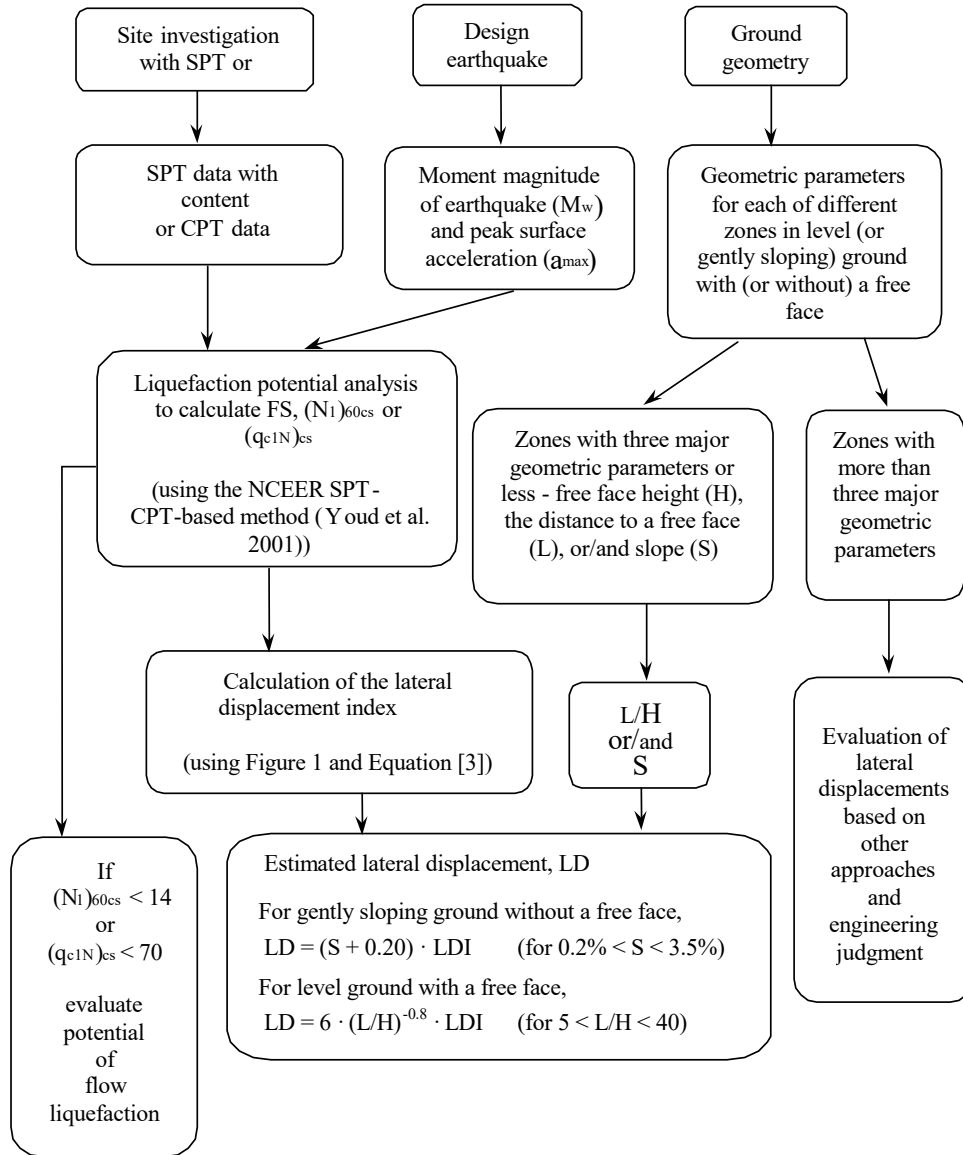 Site investigation
with SPT or
Design
earthquake
Ground
geometry
SPT data with
content
or CPT data
Moment magnitude
of earthquake (Mw)
and peak surface
acceleration (amax)
Geometric parameters
for each of different
zones in level (or
gently sloping) ground
with (or without) a free
face
Liquefaction potential analysis
to calculate FS, (N1)60cs or
(qc1N)cs
(using the NCEER SPT-
CPT-based method (Youd et al.
2001))
Zones with three major
geometric parameters or
less - free face height (H),
the distance to a free face
(L), or/and slope (S)
Zones with
more than
three major
geometric
parameters
Calculation of the lateral
displacement index
(using Figure 1 and Equation [3])
L/H
or/and
S
Evaluation of
lateral
displacements
based on
other
approaches
and
engineering
judgment
If
(N1)60cs < 14
or
(qc1N)cs < 70
evaluate
potential
of
flow
liquefaction
Estimated lateral displacement, LD
For gently sloping ground without a free face,
LD = (S + 0.20) · LDI (for 0.2% < S < 3.5%)
For level ground with a free face,
LD = 6 · (L/H)^-0.8 · LDI (for 5 < L/H < 40)